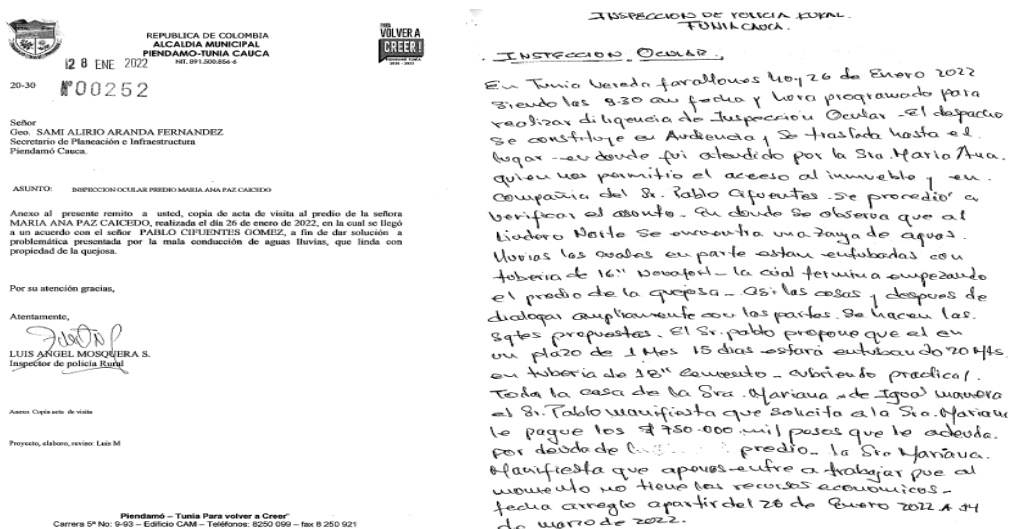 REPUBLICA DE COLOMBIA
ALCALDIA MUNICIPAL
PIENDAMO-TUNIA CAUCA
NIT. 891.500.856-6
PARA
VOLVER A
CREER!
PIENDAMÓ TUNIA
2020 - 2023
28 ENE 2022
20-30
Nº 00252
Señor
Geo. SAMI ALIRIO ARANDA FERNANDEZ
Secretario de Planeación e Infraestructura
Piendamó Cauca.
ASUNTO: INSPECCION OCULAR PREDIO MARIA ANA PAZ CAICEDO
Anexo al presente remito a usted, copia de acta de visita al predio de la señora
MARIA ANA PAZ CAICEDO, realizada el día 26 de enero de 2022, en la cual se llegó
a un acuerdo con el señor PABLO CIFUENTES GOMEZ, a fin de dar solución a
problemática presentada por la mala conducción de aguas lluvias, que linda con
propiedad de la quejosa.
Por su atención gracias,
Atentamente,
LUIS ANGEL MOSQUERA S.
Inspector de policía Rural
Anexo. Copia acta de visita
Proyecto, elaboro, reviso: Luis M
Piendamó – Tunia Para volver a Creer"
Carrera 5ª No: 9-93 – Edificio CAM – Teléfonos: 8250 099 – fax 8 250 921
INSPECCION DE POLICIA RURAL.
TUNIA CAUCA.
INSPECCION OCULAR,
En Tunia Vereda farallones hoy 26 de Enero 2022
siendo las 9:30 am fecha y hora programado para
realizar diligencia de Inspección Ocular - El despacho
se constituye en Audiencia y se traslada hasta el
lugar - en donde fui atendido por la Sra. Maria Ana.
quien nos permitio el acceso al inmueble y en
compañia del Sr. Pablo Cifuentes - se procedió a
verificar el asunto - En donde se observa que al
Lindero Norte se encuentra una zanja de aguas.
lluvias los cuales en parte estan entubadas con
tuberia de 16" Novafort - la cual termina empezando
el predio de la quejosa - asi las cosas y despues de
dialogar ampliamente con las partes. Se hacen las
sgtes propuestas. El Sr. pablo propone que el en
un plazo de 1 Mes 15 dias estará entubando 20 Mts.
en tuberia de 18" Cemento - cubriendo practical.
Toda la casa de la Sra. Mariana - de Igual manera
el Sr. Pablo manifiesta que solicita a la Sra. Mariana
le pague los $750.000 mil pesos que le adeuda.
por deuda de predio - la Sra Mariana.
Manifiesta que apenas entre a trabajar pue al
momento no tiene los recursos economicos -
fecha arreglo apartir del 26 de Enero 2022 A 14
de marzo de 2022.